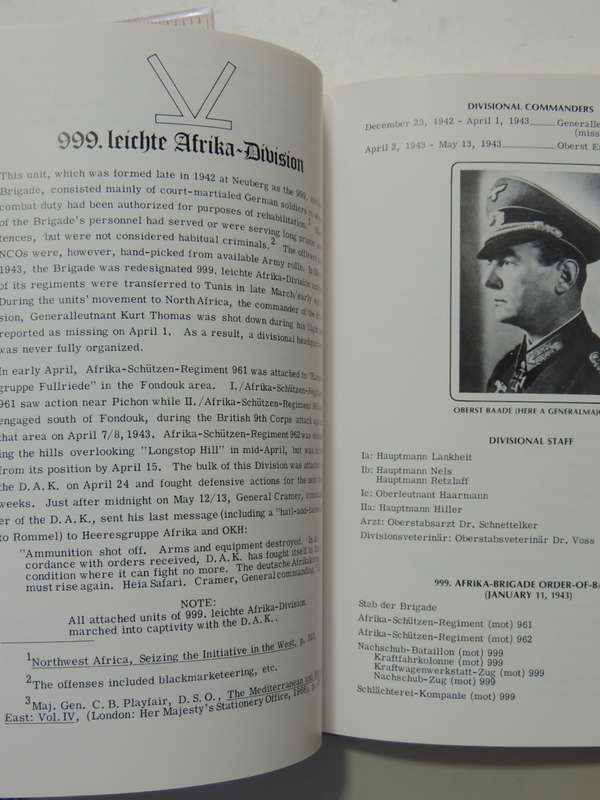 999. leichte Afrika-Division
This unit, which was formed late in 1942 at Neuberg as the 999.
Brigade, consisted mainly of court-martialed German soldiers
combat duty had been authorized for purposes of rehabilitation.1
of the Brigade's personnel had served or were serving long prison
tences, but were not considered habitual criminals.2 The officers
NCOs were, however, hand-picked from available Army rolls.
1943, the Brigade was redesignated 999. leichte Afrika-Division
of its regiments were transferred to Tunis in late March/early
During the units' movement to North Africa, the commander of the
sion, Generalleutnant Kurt Thomas was shot down during his flight
reported as missing on April 1. As a result, a divisional headquarters
was never fully organized.
In early April, Afrika-Schützen-Regiment 961 was attached to
gruppe Fullriede" in the Fondouk area. I./Afrika-Schützen-Regiment
961 saw action near Pichon while II./Afrika-Schützen-Regiment
engaged south of Fondouk, during the British 9th Corps attack
that area on April 7/8, 1943. Afrika-Schützen-Regiment 962 was
ing the hills overlooking "Longstop Hill" in mid-April, but was
from its position by April 15. The bulk of this Division was attached
the D.A.K. on April 24 and fought defensive actions for the next
weeks. Just after midnight on May 12/13, General Cramer,
er of the D.A.K., sent his last message (including a "hail-and-farewell"
to Rommel) to Heeresgruppe Afrika and OKH:
"Ammunition shot off. Arms and equipment destroyed. In ac-
cordance with orders received, D.A.K. has fought itself to the
condition where it can fight no more. The deutsche Afrikakorps
must rise again. Heia Safari. Cramer, General commanding."
NOTE:
All attached units of 999. leichte Afrika-Division
marched into captivity with the D.A.K..
1Northwest Africa, Seizing the Initiative in the West, p.
2The offenses included blackmarketeering, etc.
3Maj. Gen. C. B. Playfair, D.S.O., The Mediterranean and
East: Vol. IV, (London: Her Majesty's Stationery Office, 1966), p.
DIVISIONAL COMMANDERS
December 23, 1942 - April 1, 1943 Generalle
(miss
April 2, 1943 - May 13, 1943 Oberst E
OBERST BAADE (HERE A GENERALMAJO
DIVISIONAL STAFF
Ia: Hauptmann Lankheit
Ib: Hauptmann Nels
Hauptmann Retzlaff
Ic: Oberleutnant Haarmann
IIa: Hauptmann Hiller
Arzt: Oberstabsarzt Dr. Schnettelker
Divisionsveterinär: Oberstabsveterinär Dr. Voss
999. AFRIKA-BRIGADE ORDER-OF-BA
(JANUARY 11, 1943)
Stab der Brigade
Afrika-Schützen-Regiment (mot) 961
Afrika-Schützen-Regiment (mot) 962
Nachschub-Bataillon (mot) 999
Kraftfahrkolonne (mot) 999
Kraftwagenwerkstatt-Zug (mot) 999
Nachschub-Zug (mot) 999
Schlächterei-Kompanie (mot) 999